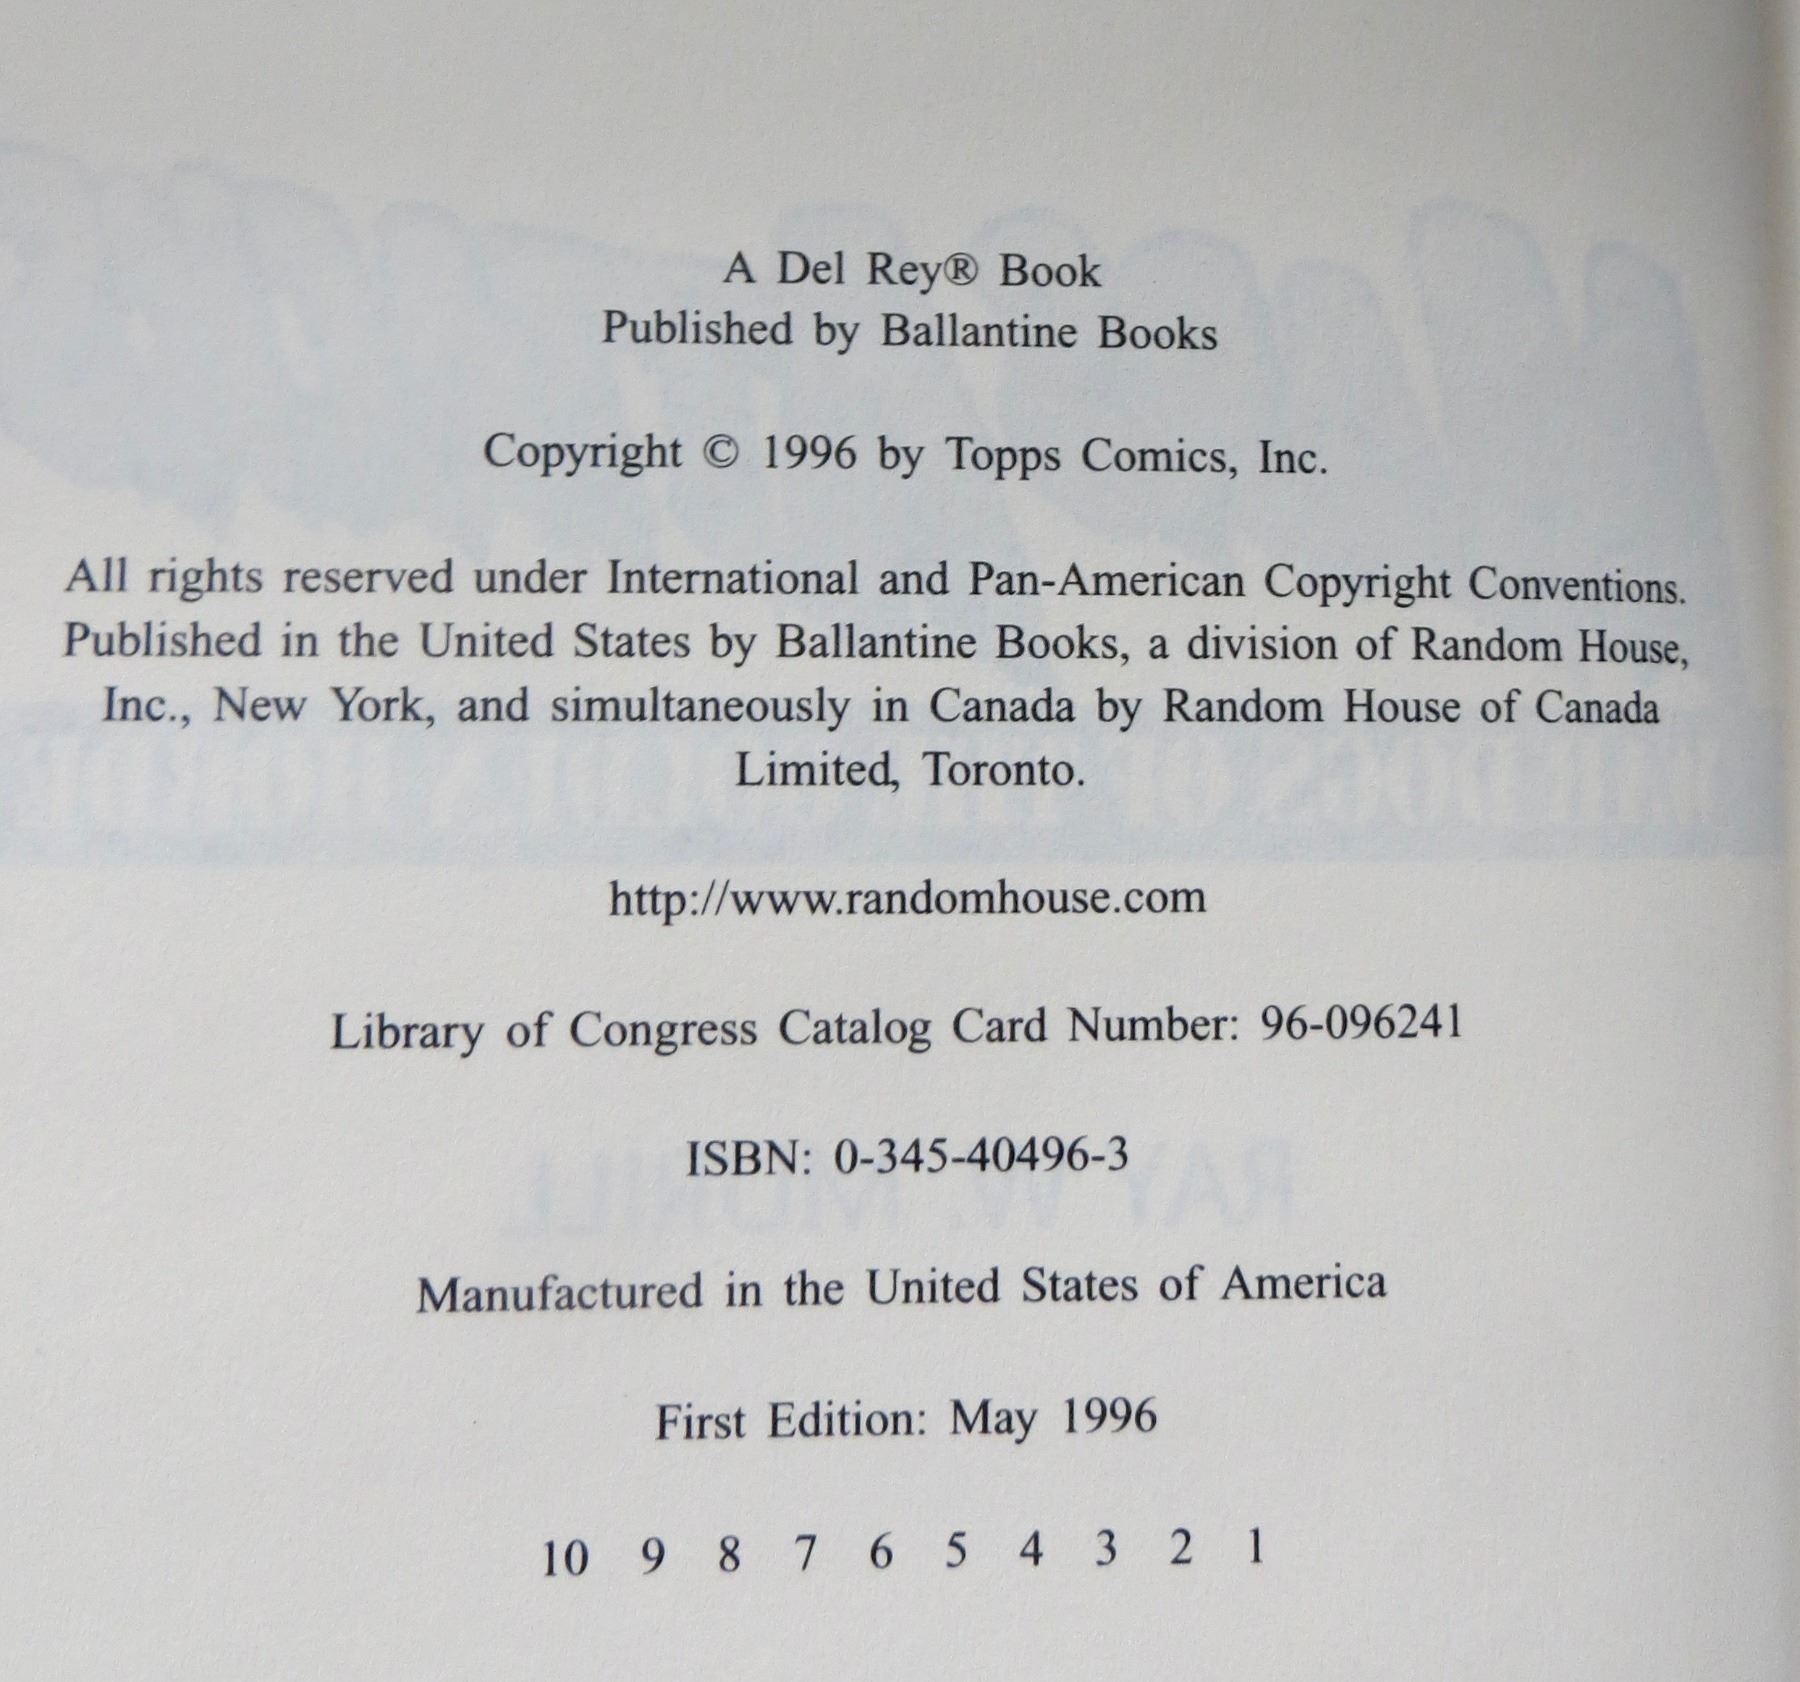 A Del Rey® Book
Published by Ballantine Books
Copyright © 1996 by Topps Comics, Inc.
All rights reserved under International and Pan-American Copyright Conventions.
Published in the United States by Ballantine Books, a division of Random House,
Inc., New York, and simultaneously in Canada by Random House of Canada
Limited, Toronto.
http://www.randomhouse.com
Library of Congress Catalog Card Number: 96-096241
ISBN: 0-345-40496-3
Manufactured in the United States of America
First Edition: May 1996
10 9 8 7 6 5 4 3 2 1